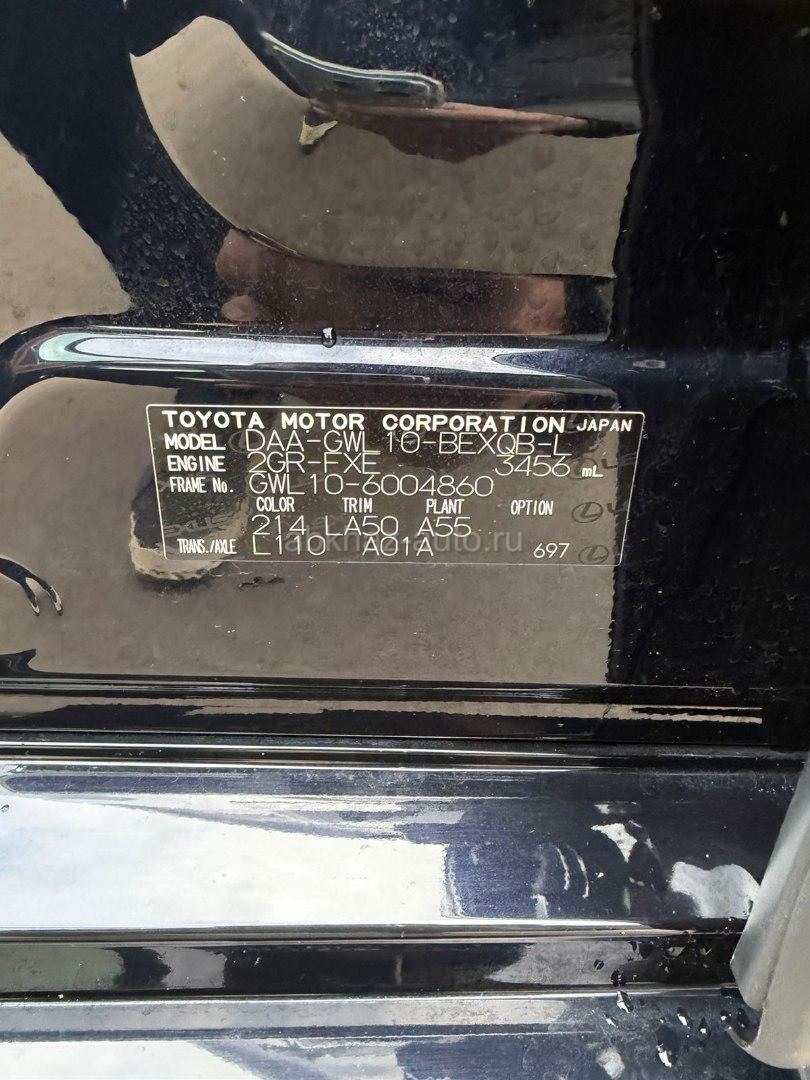 TOYOTA MOTOR CORPORATION JAPAN
MODEL DAA-GWL10-BEXQB-L
ENGINE 2GR-FXE 3456 mL
FRAME No. GWL10-6004860
COLOR TRIM PLANT OPTION
214 LA50 A55
TRANS./AXLE L110 A01A 697